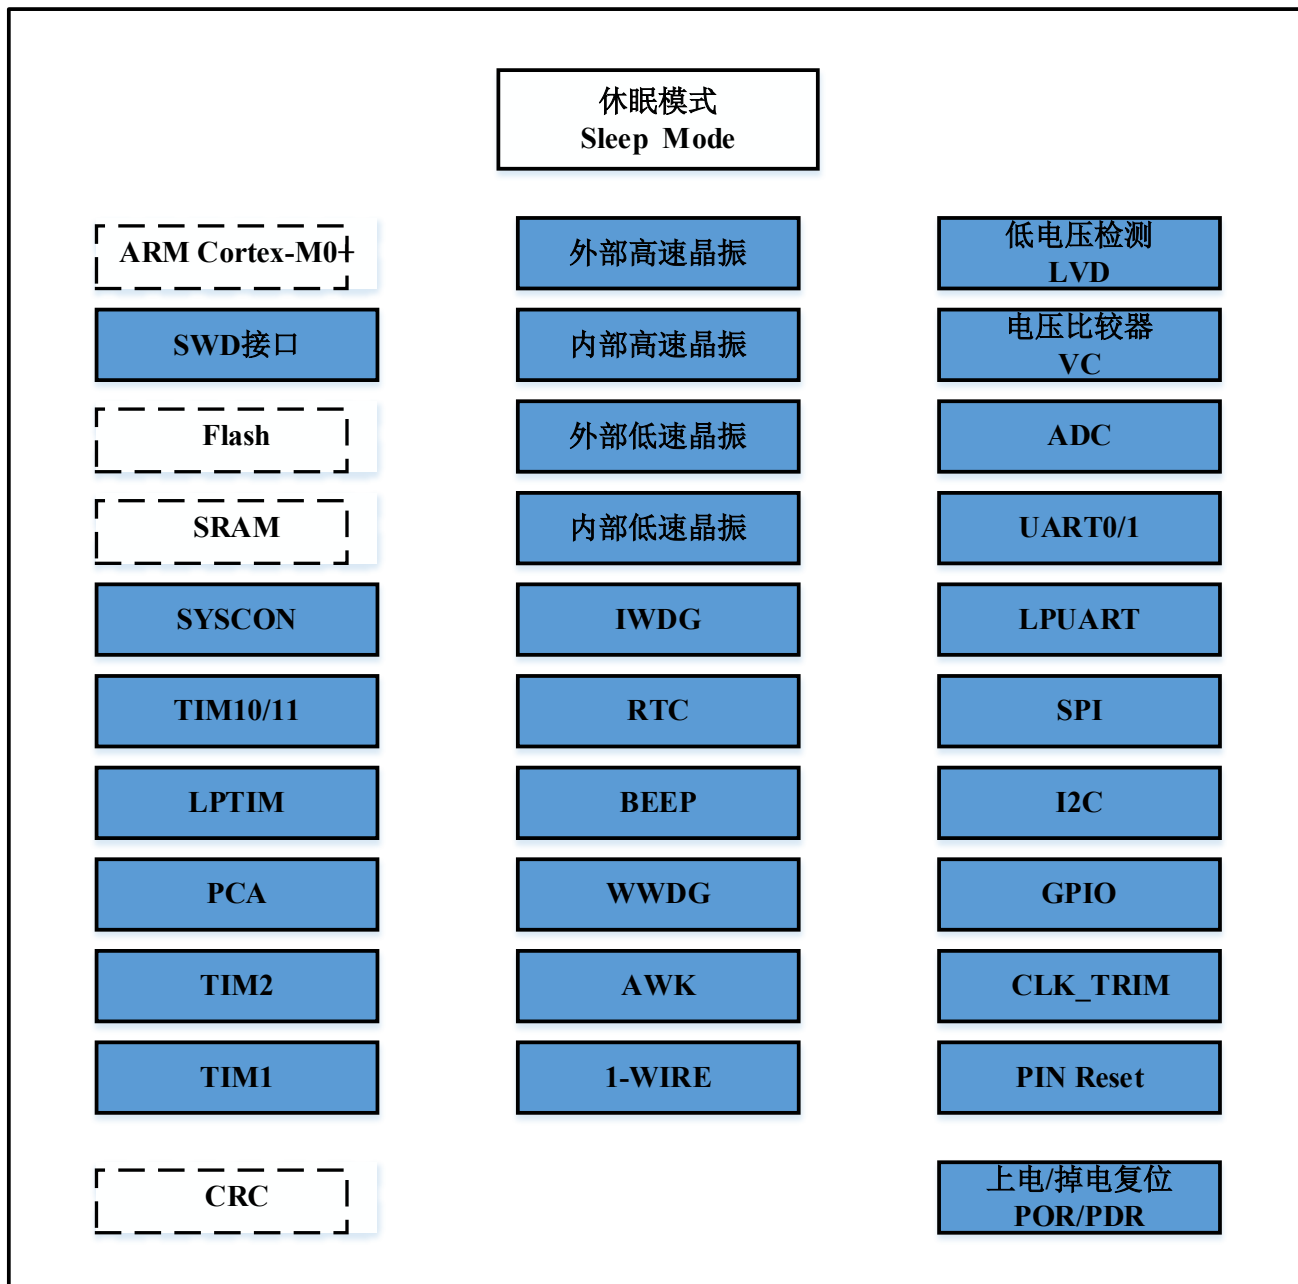 休眠模式
Sleep Mode
ARM Cortex-M0+
外部高速晶振
低电压检测
LVD
SWD接口
内部高速晶振
电压比较器
VC
Flash
外部低速晶振
ADC
SRAM
内部低速晶振
UART0/1
SYSCON
IWDG
LPUART
TIM10/11
RTC
SPI
LPTIM
BEEP
I2C
PCA
WWDG
GPIO
TIM2
AWK
CLK_TRIM
TIM1
1-WIRE
PIN Reset
CRC
上电/掉电复位
POR/PDR